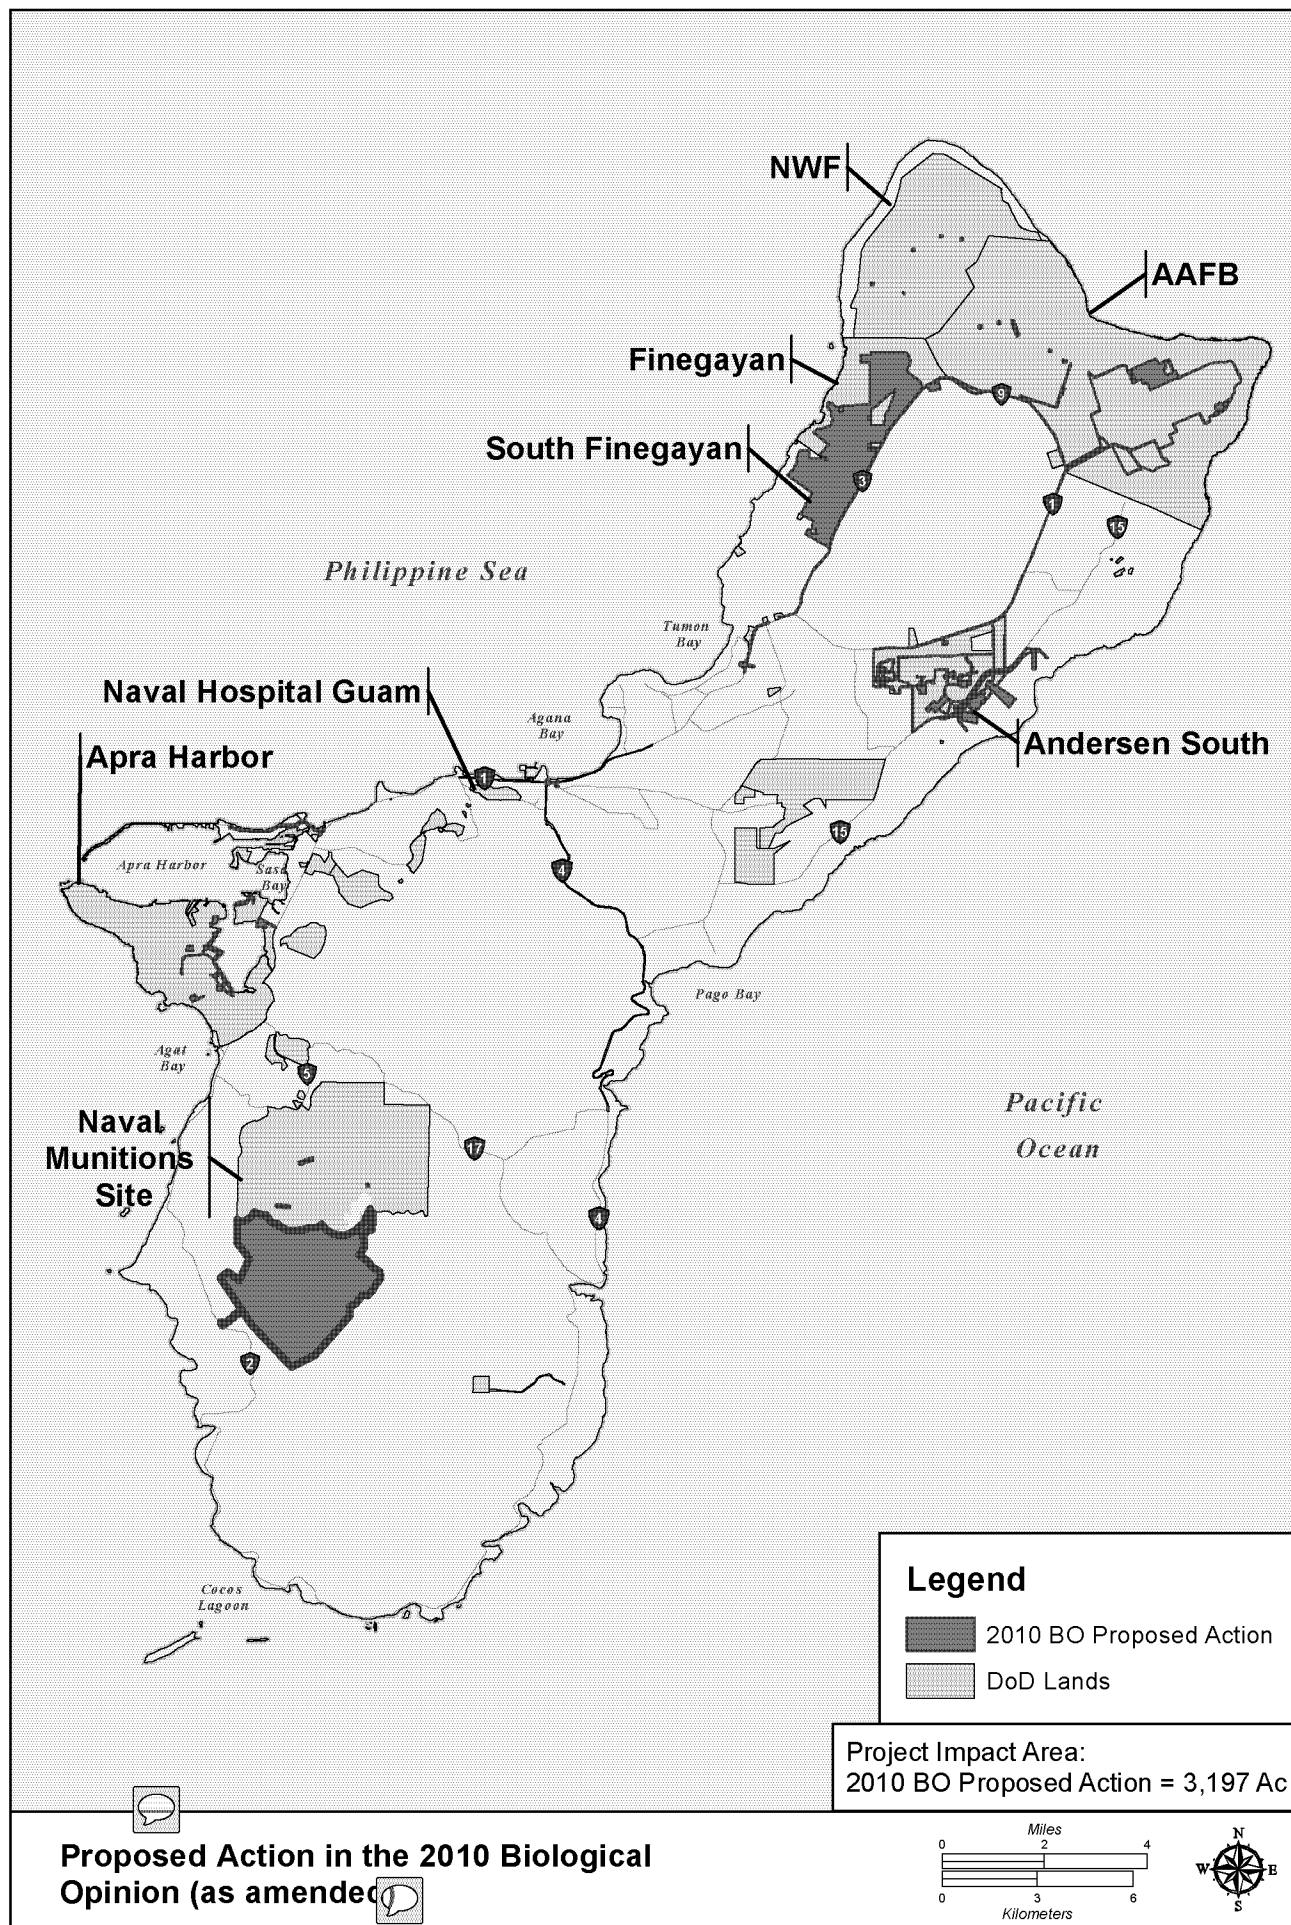 NWF
AAFB
Finegayan
South Finegayan
9
3
1
15
Philippine Sea
Tumon
Bay
Naval Hospital Guam
Agana
Bay
Apra Harbor
Andersen South
1
15
4
Apra Harbor
Sasa
Bay
Pago Bay
Agat
Bay
5
Pacific
Ocean
Naval
Munitions
Site
17
4
2
Cocos
Lagoon
Legend
2010 BO Proposed Action
DoD Lands
Project Impact Area:
2010 BO Proposed Action = 3,197 Ac
Proposed Action in the 2010 Biological
Opinion (as amended
Miles
0 2 4
0 3 6
Kilometers
N
W E
S